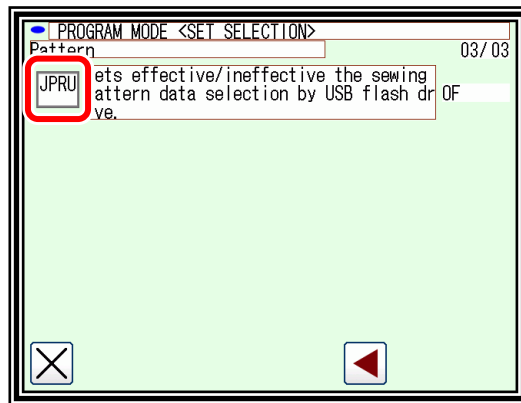 PROGRAM MODE <SET SELECTION>
Pattern 03/03
JPRU ets effective/ineffective the sewing
attern data selection by USB flash dr OF
ve.